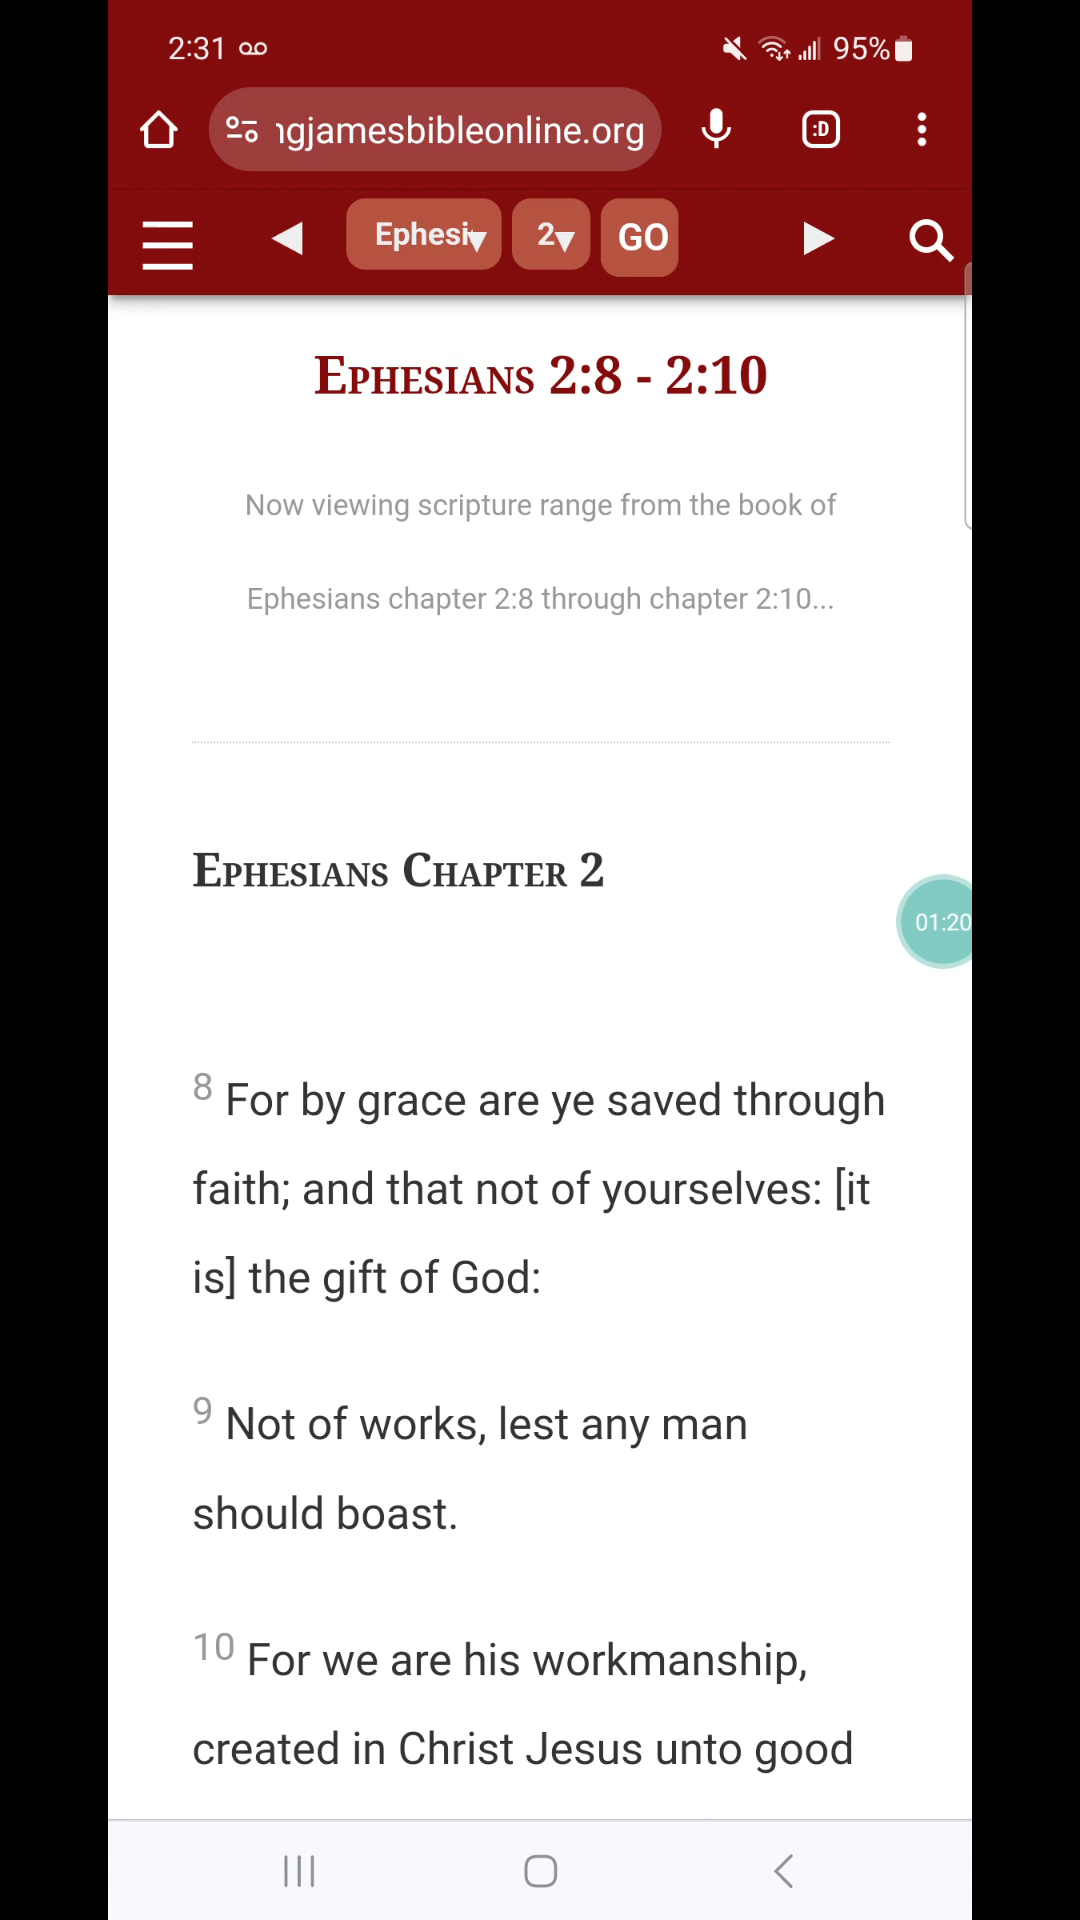 2:31 95%
ngjamesbibleonline.org :D
Ephesi 2 GO
Ephesians 2:8 - 2:10
Now viewing scripture range from the book of
Ephesians chapter 2:8 through chapter 2:10...
Ephesians Chapter 2
01:20
8 For by grace are ye saved through
faith; and that not of yourselves: [it
is] the gift of God:
9 Not of works, lest any man
should boast.
10 For we are his workmanship,
created in Christ Jesus unto good